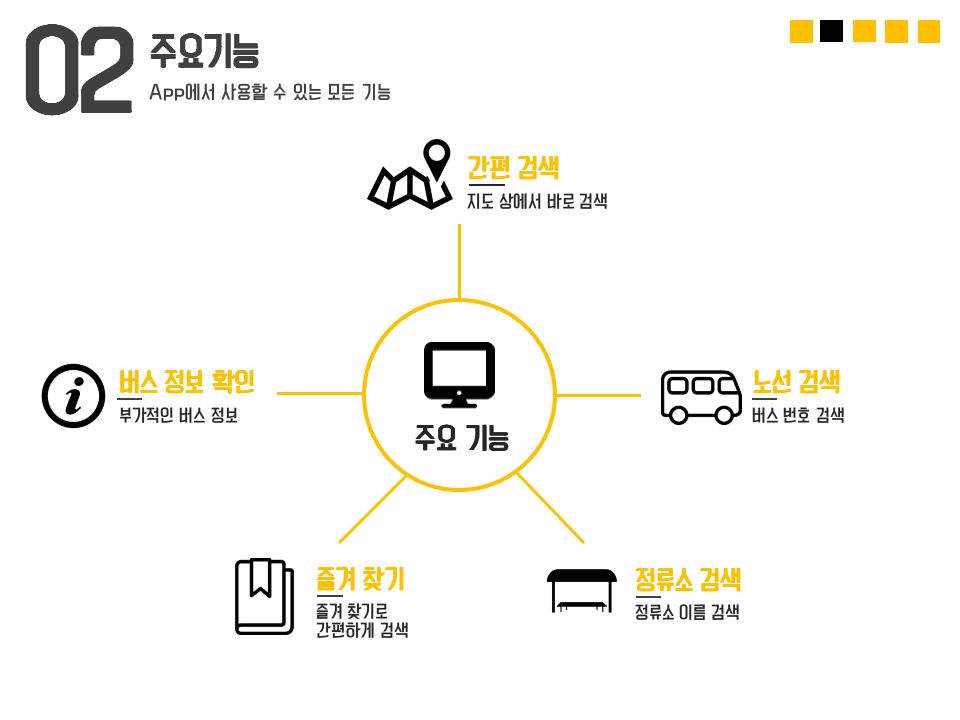 02
주요기능
App에서 사용할 수 있는 모든 기능
간편 검색
지도 상에서 바로 검색
버스 정보 확인
부가적인 버스 정보
주요 기능
노선 검색
버스 번호 검색
즐겨 찾기
즐겨 찾기로
간편하게 검색
정류소 검색
정류소 이름 검색